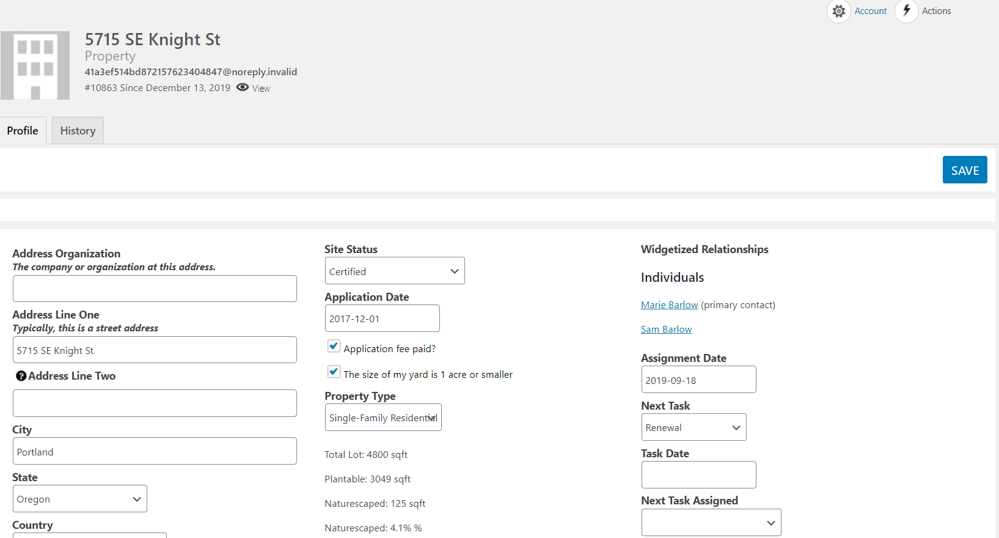 Account
Actions
5715 SE Knight St
Property
41a3ef514bd872157623404847@noreply.invalid
#10863 Since December 13, 2019 View
Profile
History
SAVE
Address Organization
The company or organization at this address.
Address Line One
Typically, this is a street address
5715 SE Knight St
Address Line Two
City
Portland
State
Oregon
Country
Site Status
Certified
Application Date
2017-12-01
Application fee paid?
The size of my yard is 1 acre or smaller
Property Type
Single-Family Residential
Total Lot: 4800 sqft
Plantable: 3049 sqft
Naturescaped: 125 sqft
Naturescaped: 4.1% %
Widgetized Relationships
Individuals
Marie Barlow (primary contact)
Sam Barlow
Assignment Date
2019-09-18
Next Task
Renewal
Task Date
Next Task Assigned